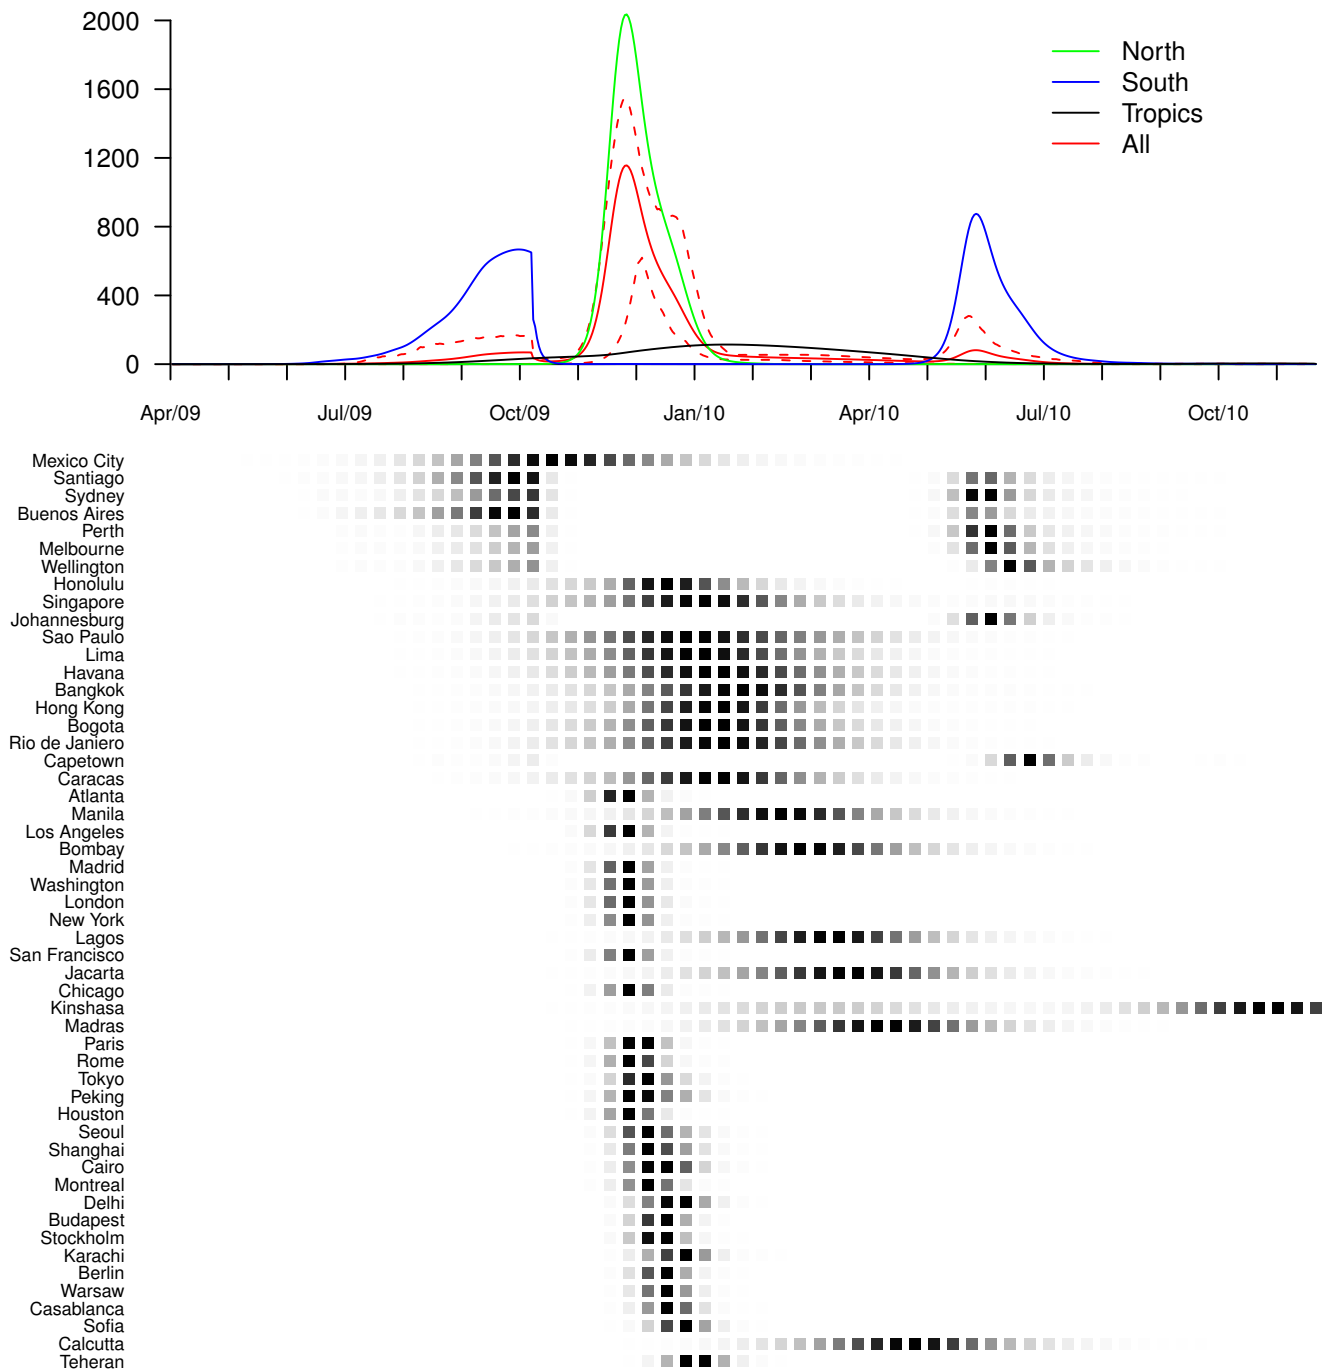 2000
1600
1200
800
400
0
North
South
Tropics
All
Apr/09 Jul/09 Oct/09 Jan/10 Apr/10 Jul/10 Oct/10
Mexico City
Santiago
Sydney
Buenos Aires
Perth
Melbourne
Wellington
Honolulu
Singapore
Johannesburg
Sao Paulo
Lima
Havana
Bangkok
Hong Kong
Bogota
Rio de Janiero
Capetown
Caracas
Atlanta
Manila
Los Angeles
Bombay
Madrid
Washington
London
New York
Lagos
San Francisco
Jacarta
Chicago
Kinshasa
Madras
Paris
Rome
Tokyo
Peking
Houston
Seoul
Shanghai
Cairo
Montreal
Delhi
Budapest
Stockholm
Karachi
Berlin
Warsaw
Casablanca
Sofia
Calcutta
Teheran